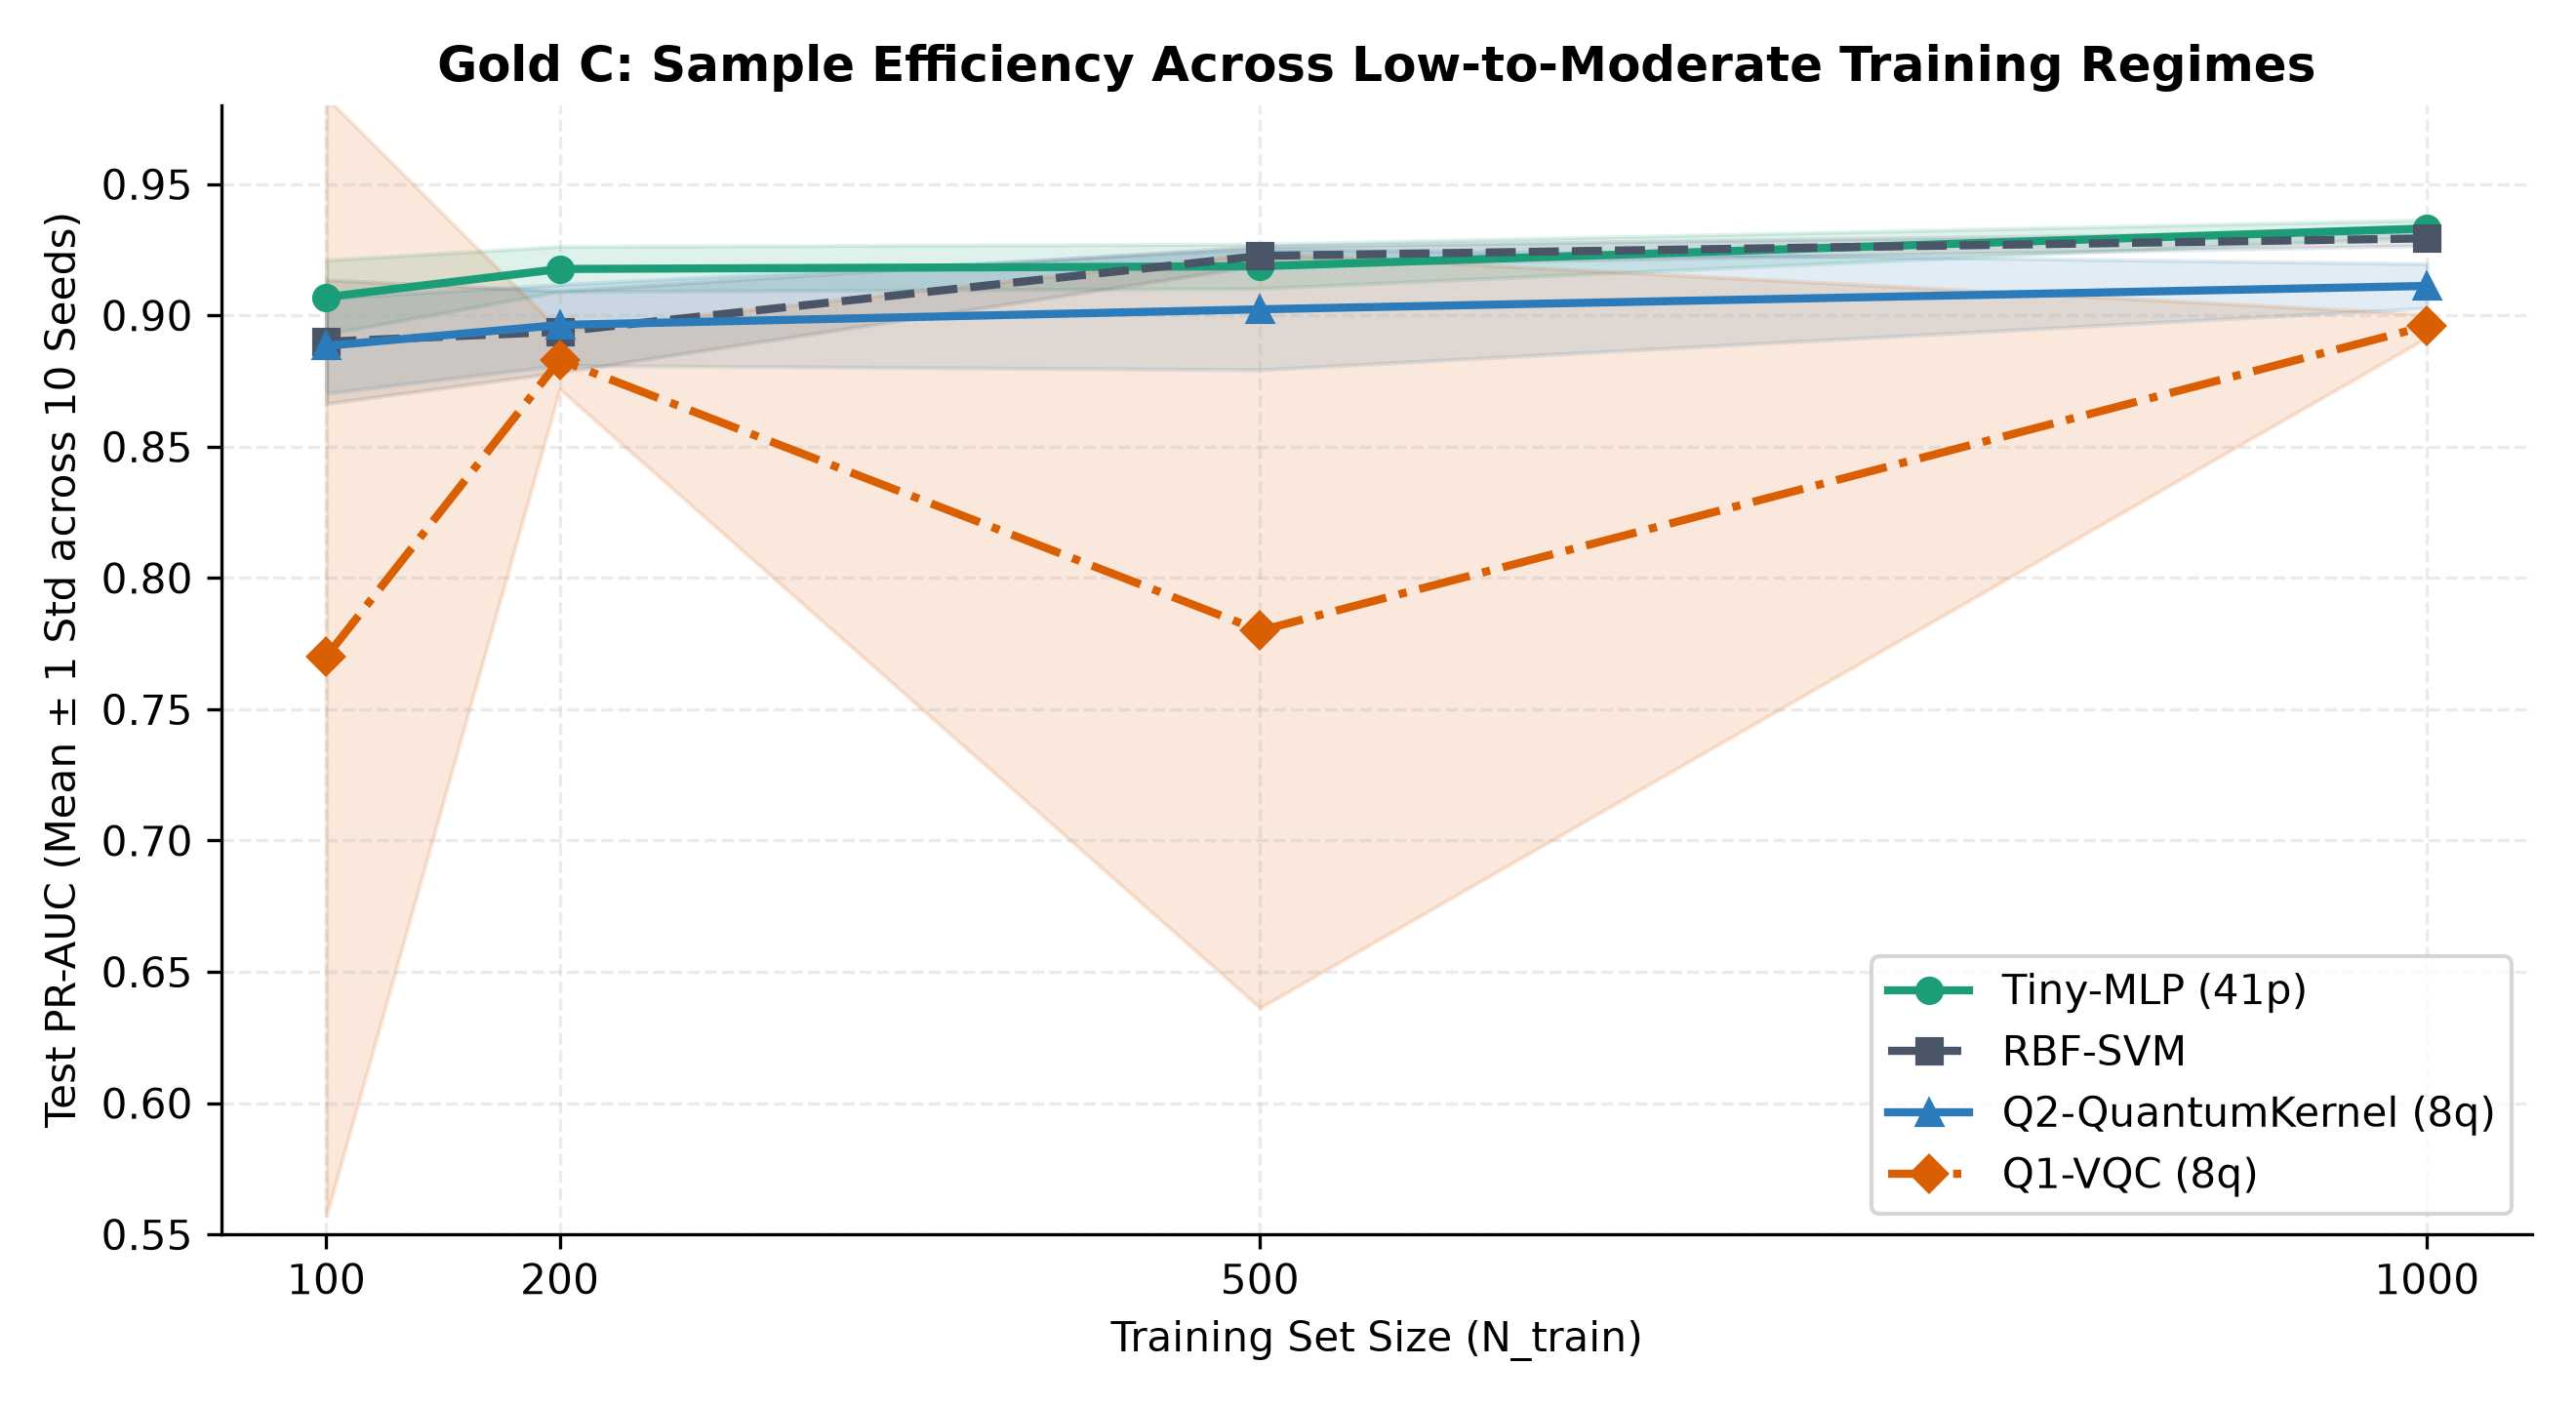 Gold C: Sample Efficiency Across Low-to-Moderate Training Regimes
Test PR-AUC (Mean ± 1 Std across 10 Seeds)
0.95
0.90
0.85
0.80
0.75
0.70
0.65
0.60
0.55
100
200
500
1000
Training Set Size (N_train)
Tiny-MLP (41p)
RBF-SVM
Q2-QuantumKernel (8q)
Q1-VQC (8q)